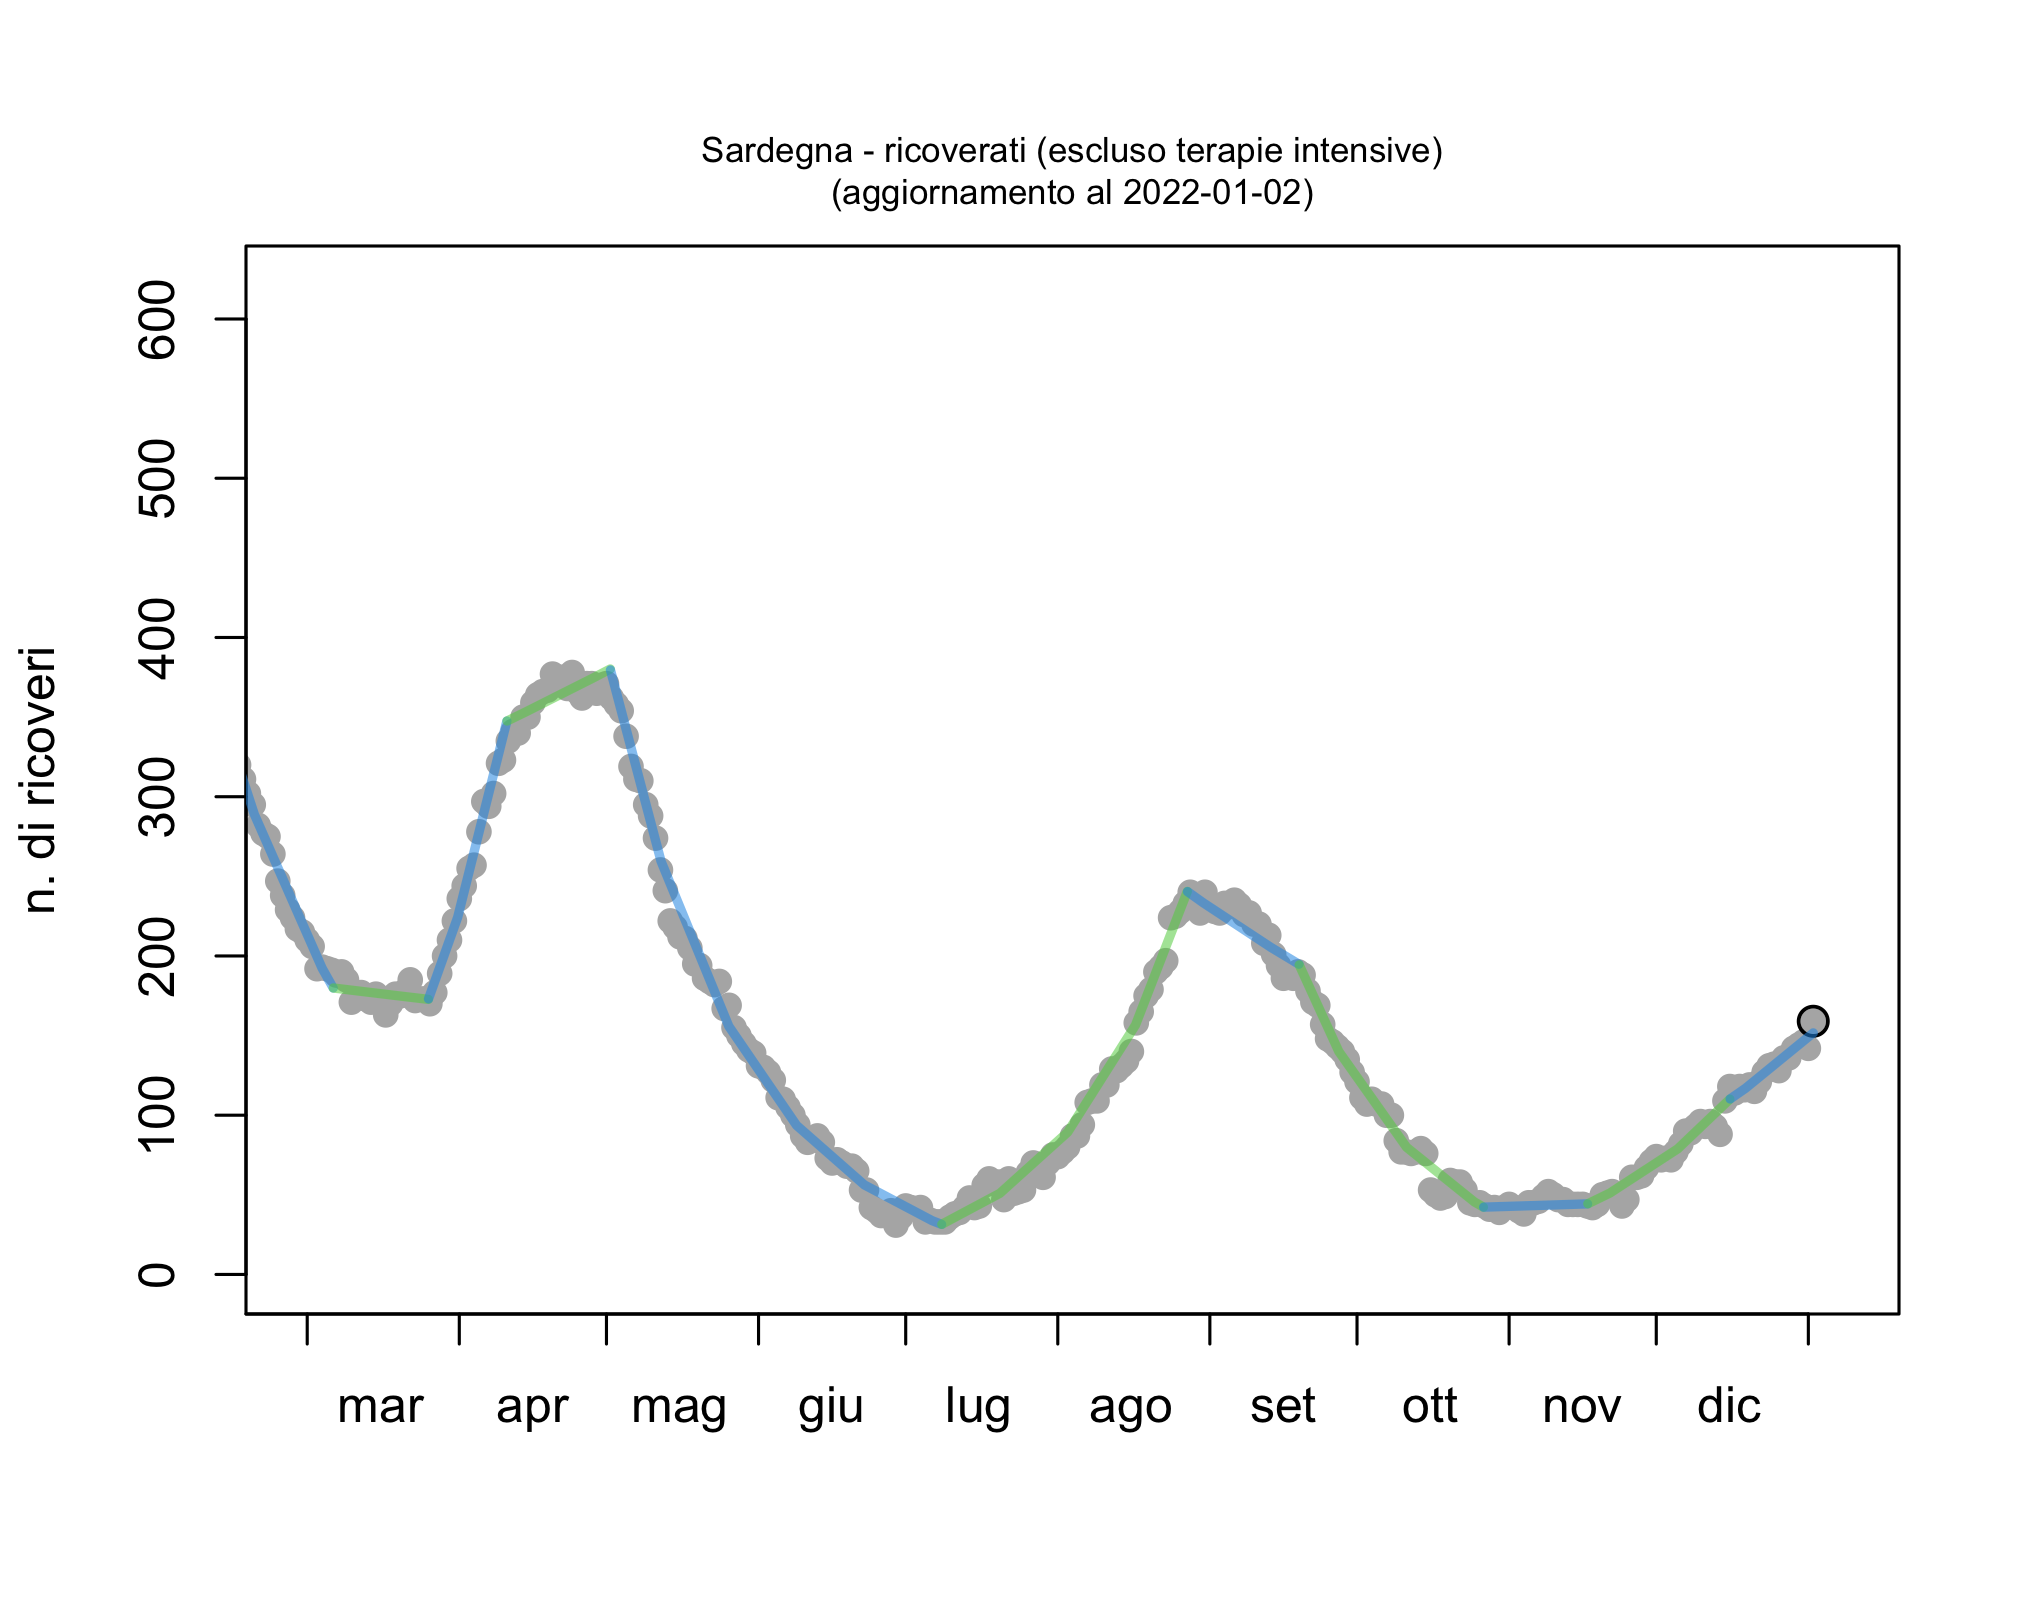 Sardegna - ricoverati (escluso terapie intensive)
(aggiornamento al 2022-01-02)
n. di ricoveri
600
500
400
300
200
100
0
mar apr mag giu lug ago set ott nov dic